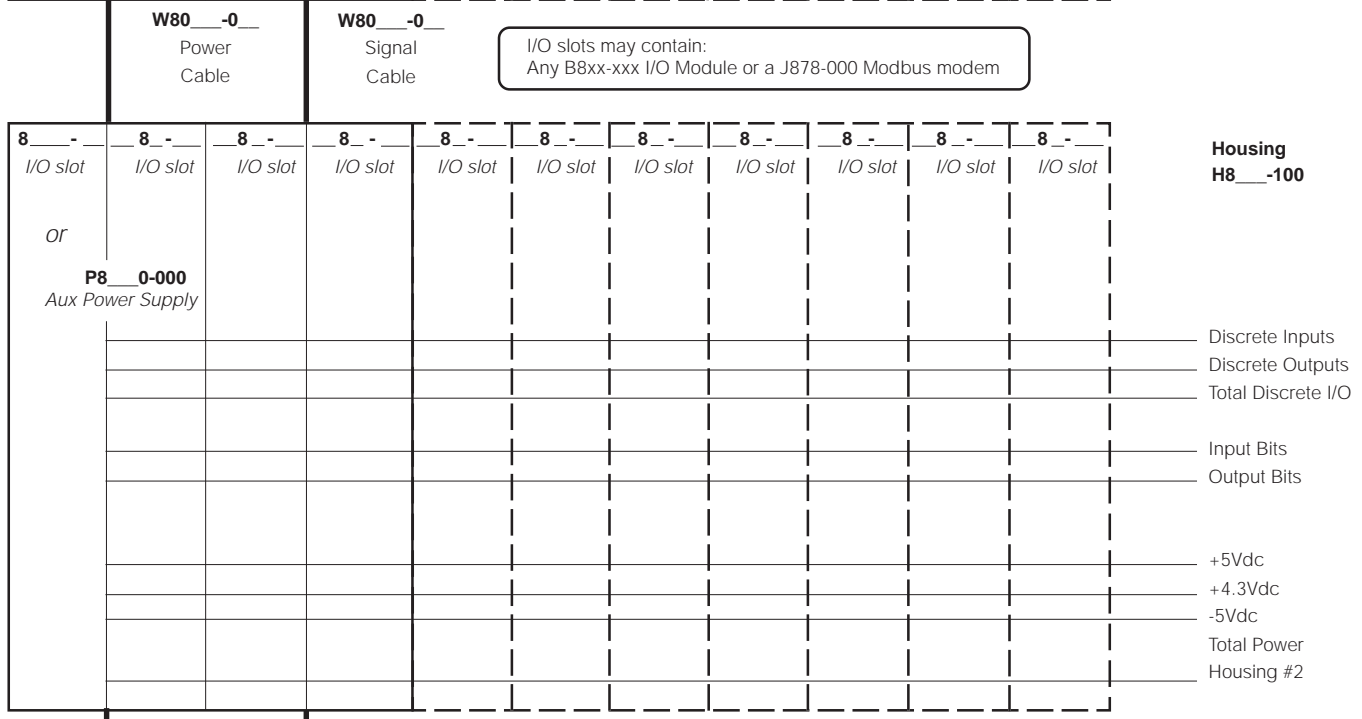 W80___-0__
Power
Cable
W80___-0__
Signal
Cable
I/O slots may contain:
Any B8xx-xxx I/O Module or a J878-000 Modbus modem
8____-__ __8_-___ __8_-___ __8_-___ __8_-___ __8_-___ __8_-___ __8_-___ __8_-___ __8_-___ __8_-___
I/O slot I/O slot I/O slot I/O slot I/O slot I/O slot I/O slot I/O slot I/O slot I/O slot I/O slot
Housing
H8___-100
or
P8___0-000
Aux Power Supply
Discrete Inputs
Discrete Outputs
Total Discrete I/O
Input Bits
Output Bits
+5Vdc
+4.3Vdc
-5Vdc
Total Power
Housing #2